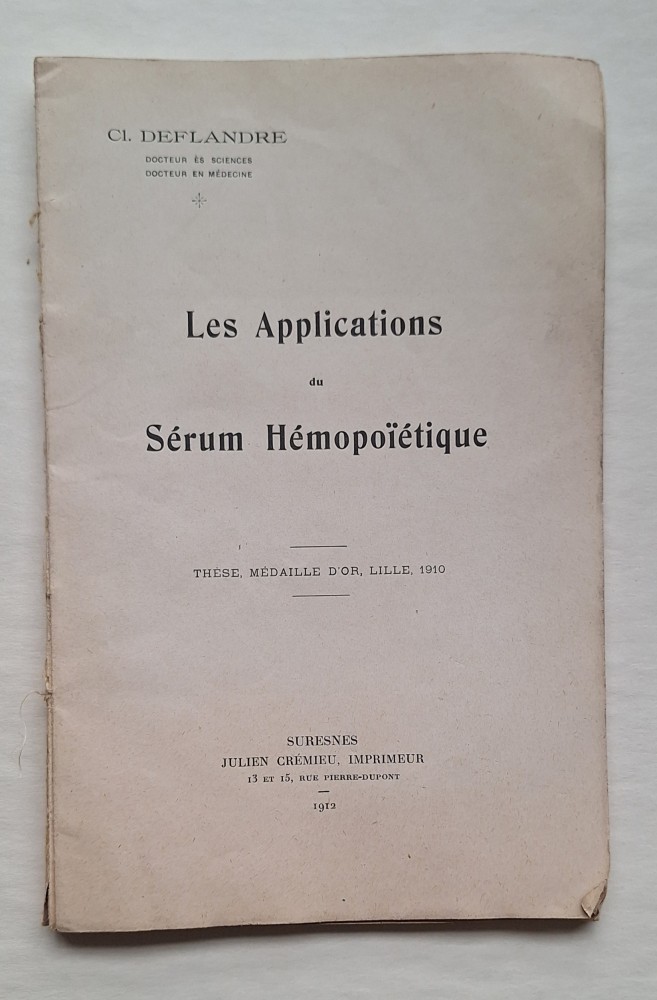 Cl. DEFLANDRE
DOCTEUR ÈS SCIENCES
DOCTEUR EN MÉDECINE
Les Applications
du
Sérum Hémopoïétique
THÈSE, MÉDAILLE D'OR, LILLE, 1910
SURESNES
JULIEN CRÉMIEU, IMPRIMEUR
13 ET 15, RUE PIERRE-DUPONT
1912